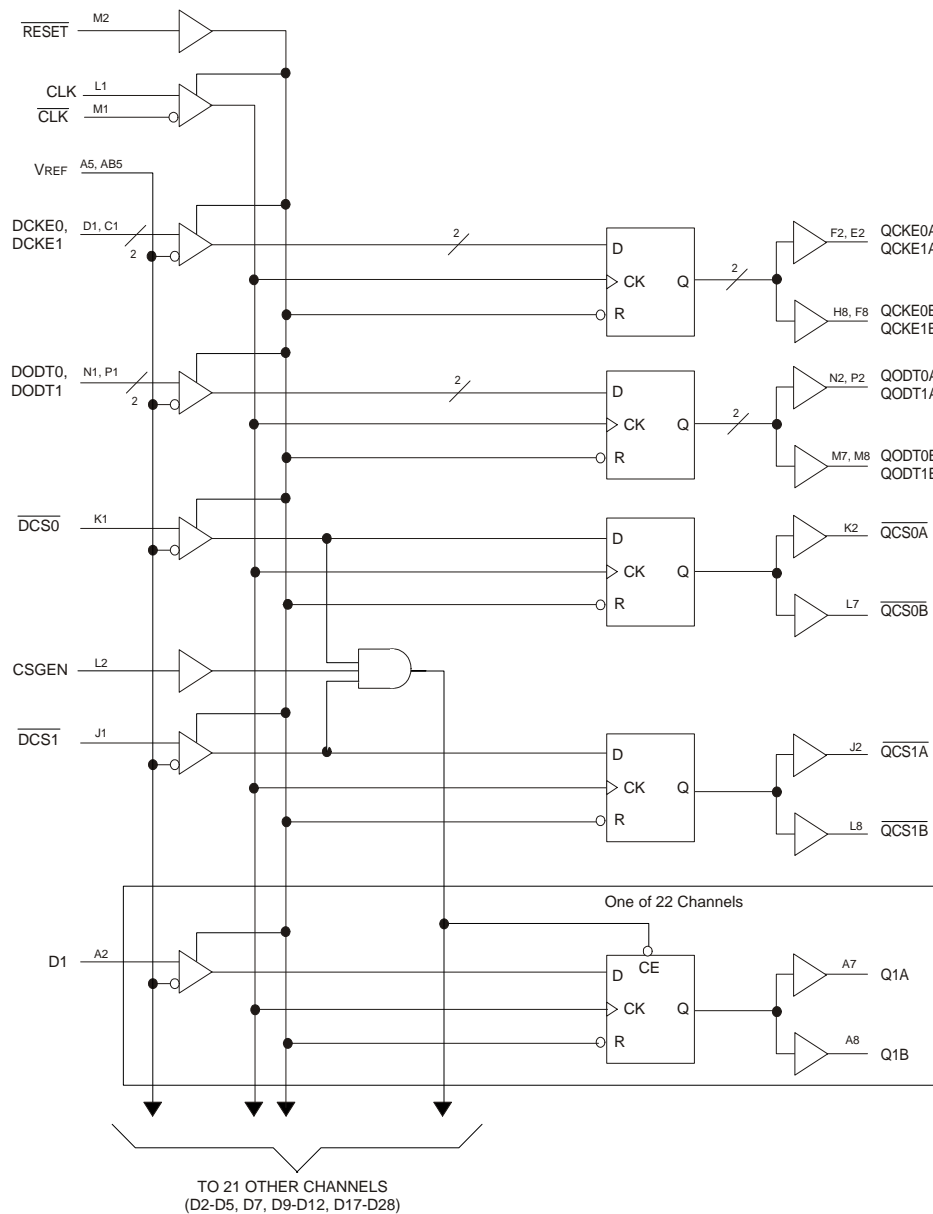 M2
RESET
CLK L1
CLK M1
VREF A5, AB5
DCKE0, D1, C1
DCKE1 2
2
D
CK Q
R
2
F2, E2 QCKE0A
QCKE1A
H8, F8 QCKE0B
QCKE1B
DODT0, N1, P1
DODT1 2
2
D
CK Q
R
2
N2, P2 QODT0A
QODT1A
M7, M8 QODT0B
QODT1B
DCS0 K1
D
CK Q
R
K2 QCS0A
L7 QCS0B
CSGEN L2
DCS1 J1
D
CK Q
R
J2 QCS1A
L8 QCS1B
One of 22 Channels
D1 A2
CE
D
CK Q
R
A7 Q1A
A8 Q1B
TO 21 OTHER CHANNELS
(D2-D5, D7, D9-D12, D17-D28)